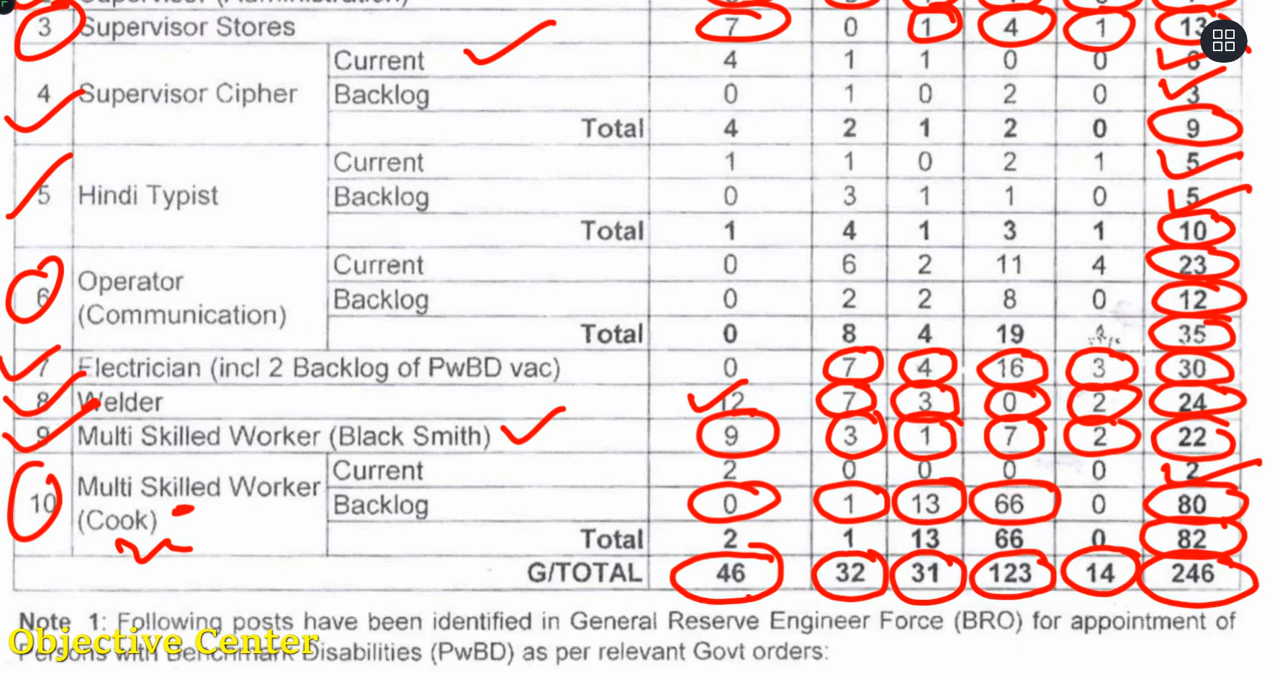 3 Supervisor Stores 7 0 1 4 1 13
4 Supervisor Cipher Current 4 1 1 0 0 6
Backlog 0 1 0 2 0 3
Total 4 2 1 2 0 9
5 Hindi Typist Current 1 1 0 2 1 5
Backlog 0 3 1 1 0 5
Total 1 4 1 3 1 10
6 Operator (Communication) Current 0 6 2 11 4 23
Backlog 0 2 2 8 0 12
Total 0 8 4 19 35
7 Electrician (incl 2 Backlog of PwBD vac) 0 7 4 16 3 30
8 Welder 12 7 3 0 2 24
9 Multi Skilled Worker (Black Smith) 9 3 1 7 2 22
10 Multi Skilled Worker (Cook) Current 2 0 0 0 0 2
Backlog 0 1 13 66 0 80
Total 2 1 13 66 0 82
G/TOTAL 46 32 31 123 14 246
Note 1: Following posts have been identified in General Reserve Engineer Force (BRO) for appointment of
Persons with Benchmark Disabilities (PwBD) as per relevant Govt orders:
Objective Center